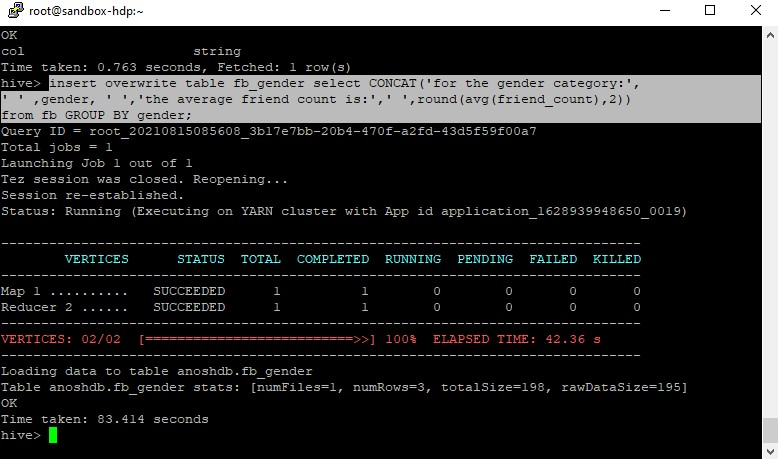 root@sandbox-hdp:~
OK
col                     string
Time taken: 0.763 seconds, Fetched: 1 row(s)
hive> insert overwrite table fb_gender select CONCAT('for the gender category:',
' ' ,gender, ' ','the average friend count is:',' ',round(avg(friend_count),2))
from fb GROUP BY gender;
Query ID = root_20210815085608_3b17e7bb-20b4-470f-a2fd-43d5f59f00a7
Total jobs = 1
Launching Job 1 out of 1
Tez session was closed. Reopening...
Session re-established.
Status: Running (Executing on YARN cluster with App id application_1628939948650_0019)
--------------------------------------------------------------------------------
        VERTICES      STATUS  TOTAL  COMPLETED  RUNNING  PENDING  FAILED  KILLED
--------------------------------------------------------------------------------
Map 1 ..........   SUCCEEDED      1          1        0        0       0       0
Reducer 2 ......   SUCCEEDED      1          1        0        0       0       0
--------------------------------------------------------------------------------
VERTICES: 02/02  [==========================>>] 100%  ELAPSED TIME: 42.36 s
--------------------------------------------------------------------------------
Loading data to table anoshdb.fb_gender
Table anoshdb.fb_gender stats: [numFiles=1, numRows=3, totalSize=198, rawDataSize=195]
OK
Time taken: 83.414 seconds
hive>